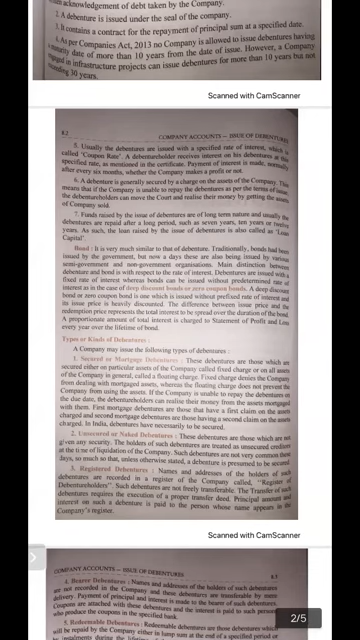 acknowledgement of debt taken by the Company.
2. A debenture is issued under the seal of the company.
3. It contains a contract for the repayment of principal sum at a specified date.
4. As per Companies Act, 2013 no Company is allowed to issue debentures having
maturity date of more than 10 years from the date of issue. However, a Company
engaged in infrastructure projects can issue debentures for more than 10 years but not
exceeding 30 years.
Scanned with CamScanner
8.2
COMPANY ACCOUNTS – ISSUE OF DEBENTURES
5. Usually the debentures are issued with a specified rate of interest, which is
called 'Coupon Rate'. A debentureholder receives interest on his debentures at this
specified rate, as mentioned in the certificate. Payment of interest is made, normally
after every six months, whether the Company makes a profit or not.
6. A debenture is generally secured by a charge on the assets of the Company. This
means that if the Company is unable to repay the debentures as per the terms of issue,
the debentureholders can move the Court and realise their money by getting the assets
of Company sold.
7. Funds raised by the issue of debentures are of long term nature and usually the
debentures are repaid after a long period, such as seven years, ten years or twelve
years. As such, the loan raised by the issue of debentures is also called as 'Loan
Capital'.
Bond : It is very much similar to that of debenture. Traditionally, bonds had been
issued by the government, but now a days these are also being issued by various
semi-government and non-government organisations. Main distinction between
debenture and bond is with respect to the rate of interest. Debentures are issued with a
fixed rate of interest whereas bonds can be issued without predetermined rate of
interest as in the case of deep discount bonds or zero coupon bonds. A deep discount
bond or zero coupon bond is one which is issued without prefixed rate of interest and
its issue price is heavily discounted. The difference between issue price and the
redemption price represents the total interest to be spread over the duration of the bond.
A proportionate amount of total interest is charged to Statement of Profit and Loss
every year over the lifetime of bond.
Types or Kinds of Debentures :
A Company may issue the following types of debentures :
1. Secured or Mortgage Debentures : These debentures are those which are
secured either on particular assets of the Company called fixed charge or on all assets
of the Company in general, called a floating charge. Fixed charge denies the Company
from dealing with mortgaged assets, whereas the floating charge does not prevent the
Company from using the assets. If the Company is unable to repay the debentures on
the due date, the debentureholders can realise their money from the assets mortgaged
with them. First mortgage debentures are those that have a first claim on the assets
charged and second mortgage debentures are those having a second claim on the assets
charged. In India, debentures have necessarily to be secured.
2. Unsecured or Naked Debentures : These debentures are those which are not
given any security. The holders of such debentures are treated as unsecured creditors
at the time of liquidation of the Company. Such debentures are not very common these
days, so much so that, unless otherwise stated, a debenture is presumed to be secured
3. Registered Debentures : Names and addresses of the holders of such
debentures are recorded in a register of the Company called, "Register of
Debentureholders". Such debentures are not freely transferable. The Transfer of such
debentures requires the execution of a proper transfer deed. Principal amount and
interest on such a debenture is paid to the person whose name appears in the
Company's register.
Scanned with CamScanner
COMPANY ACCOUNTS – ISSUE OF DEBENTURES
8.3
4. Bearer Debentures : Names and addresses of the holders of such debentures
are not recorded in the Company and these debentures are transferable by mere
delivery. Payment of principal and interest is made to the bearer of such debentures.
Coupons are attached with these debentures and the interest is paid to such person
who produce the coupons in the specified bank.
2/5
5. Redeemable Debentures : Redeemable debentures are those debentures which
will be repaid by the Company either in lump sum at the end of a specified period or